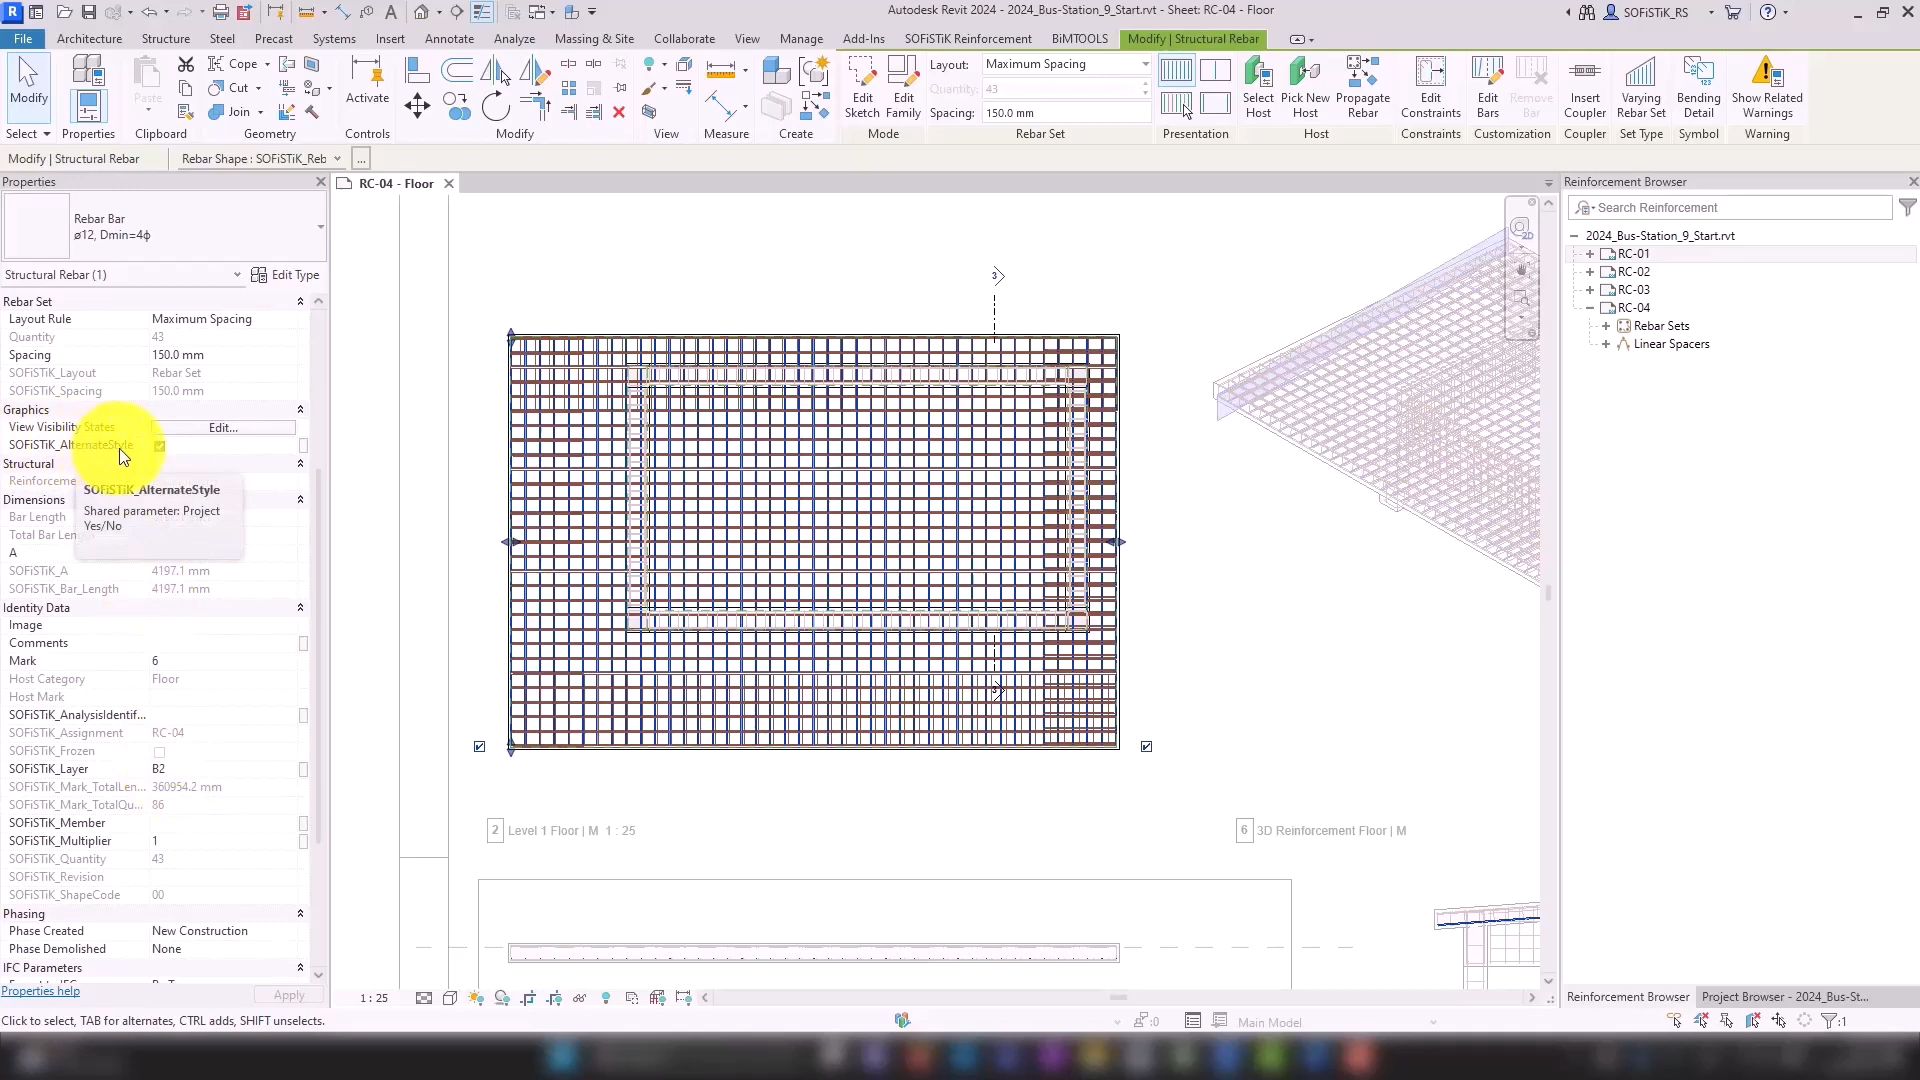 Autodesk Revit 2024 - 2024_Bus-Station_9_Start.rvt - Sheet: RC-04 - Floor
SOFiSTiK_RS
File Architecture Structure Steel Precast Systems Insert Annotate Analyze Massing & Site Collaborate View Manage Add-Ins SOFiSTiK Reinforcement BiMTOOLS Modify | Structural Rebar
Modify
Select
Properties
Paste
Clipboard
Cope
Cut
Join
Geometry
Activate
Controls
Modify
View
Measure
Create
Edit Sketch
Edit Family
Mode
Layout: Maximum Spacing
Quantity: 43
Spacing: 150.0 mm
Rebar Set
Presentation
Select Host
Pick New Host
Propagate Rebar
Host
Edit Constraints
Constraints
Edit Bars
Remove Bar
Customization
Insert Coupler
Coupler
Varying Rebar Set
Set Type
Bending Detail
Symbol
Show Related Warnings
Warning
Modify | Structural Rebar
Rebar Shape : SOFiSTiK_Reb
...
Properties
Rebar Bar
ø12, Dmin=4ϕ
Structural Rebar (1)
Edit Type
Rebar Set
Layout Rule Maximum Spacing
Quantity 43
Spacing 150.0 mm
SOFiSTiK_Layout Rebar Set
SOFiSTiK_Spacing 150.0 mm
Graphics
View Visibility States Edit...
SOFiSTiK_AlternateStyle
Structural
Reinforceme
Dimensions
Bar Length
Total Bar Len
A
SOFiSTiK_AlternateStyle
Shared parameter: Project
Yes/No
SOFiSTiK_A 4197.1 mm
SOFiSTiK_Bar_Length 4197.1 mm
Identity Data
Image
Comments
Mark 6
Host Category Floor
Host Mark
SOFiSTiK_AnalysisIdentif...
SOFiSTiK_Assignment RC-04
SOFiSTiK_Frozen
SOFiSTiK_Layer B2
SOFiSTiK_Mark_TotalLen... 360954.2 mm
SOFiSTiK_Mark_TotalQu... 86
SOFiSTiK_Member
SOFiSTiK_Multiplier 1
SOFiSTiK_Quantity 43
SOFiSTiK_Revision
SOFiSTiK_ShapeCode 00
Phasing
Phase Created New Construction
Phase Demolished None
IFC Parameters
Properties help
Apply
RC-04 - Floor
3
3
2 Level 1 Floor | M 1 : 25
6 3D Reinforcement Floor | M
2D
1 : 25
Reinforcement Browser
Search Reinforcement
2024_Bus-Station_9_Start.rvt
RC-01
RC-02
RC-03
RC-04
Rebar Sets
Linear Spacers
Reinforcement Browser
Project Browser - 2024_Bus-St...
Click to select, TAB for alternates, CTRL adds, SHIFT unselects.
:0
Main Model
:1